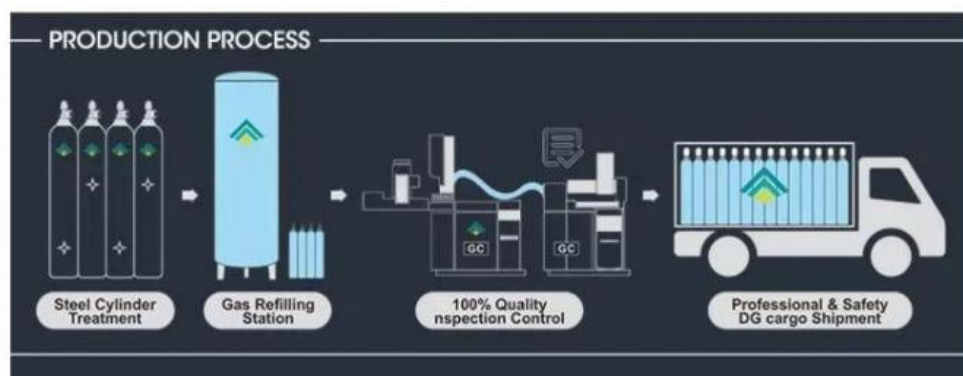 PRODUCTION PROCESS
GC
GC
Steel Cylinder
Treatment
Gas Refilling
Station
100% Quality
nspection Control
Professional & Safety
DG cargo Shipment